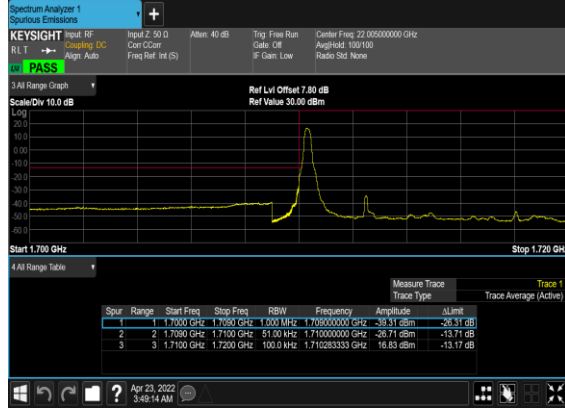 Spectrum Analyzer 1
Spurious Emissions
KEYSIGHT Input: RF Input Z: 50 Ω Atten: 40 dB Trig: Free Run Center Freq: 22.005000000 GHz
RLT Coupling: DC Corr CCorr Gate: Off Avg|Hold: 100/100
Align: Auto Freq Ref: Int (S) IF Gain: Low Radio Std: None
PASS
3 All Range Graph
Ref Lvl Offset 7.80 dB
Scale/Div 10.0 dB Ref Value 30.00 dBm
Log
20.0
10.0
0.00
-10.0
-20.0
-30.0
-40.0
-50.0
-60.0
Start 1.700 GHz Stop 1.720 GH
4 All Range Table
Measure Trace Trace 1
Trace Type Trace Average (Active)
Spur Range Start Freq Stop Freq RBW Frequency Amplitude ΔLimit
1 1 1.7000 GHz 1.7090 GHz 1.000 MHz 1.709000000 GHz -39.31 dBm -26.31 dB
2 2 1.7090 GHz 1.7100 GHz 51.00 kHz 1.710000000 GHz -26.71 dBm -13.71 dB
3 3 1.7100 GHz 1.7200 GHz 100.0 kHz 1.710283333 GHz 16.83 dBm -13.17 dB
? Apr 23, 2022
3:49:14 AM